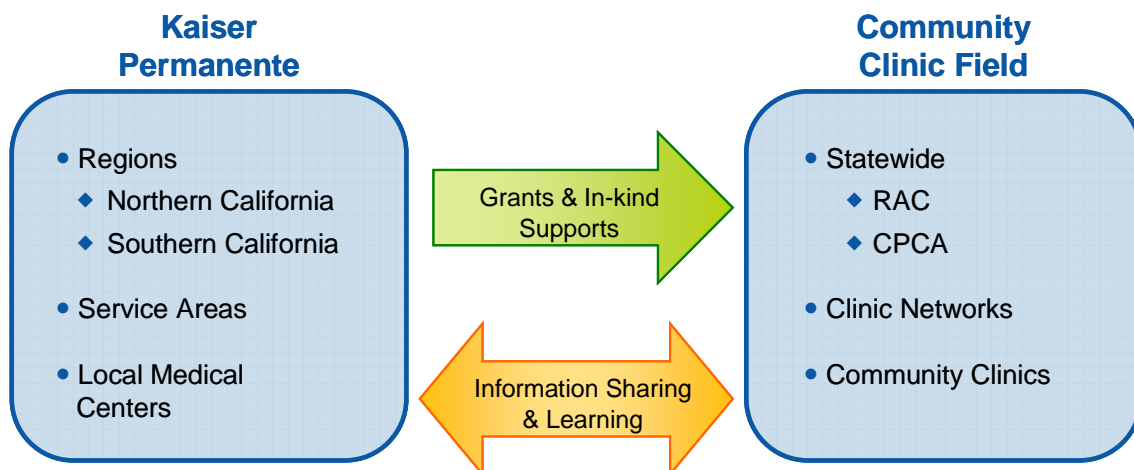 Kaiser
Permanente
• Regions
◆ Northern California
◆ Southern California
• Service Areas
• Local Medical
Centers
Grants & In-kind
Supports
Information Sharing
& Learning
Community
Clinic Field
• Statewide
◆ RAC
◆ CPCA
• Clinic Networks
• Community Clinics